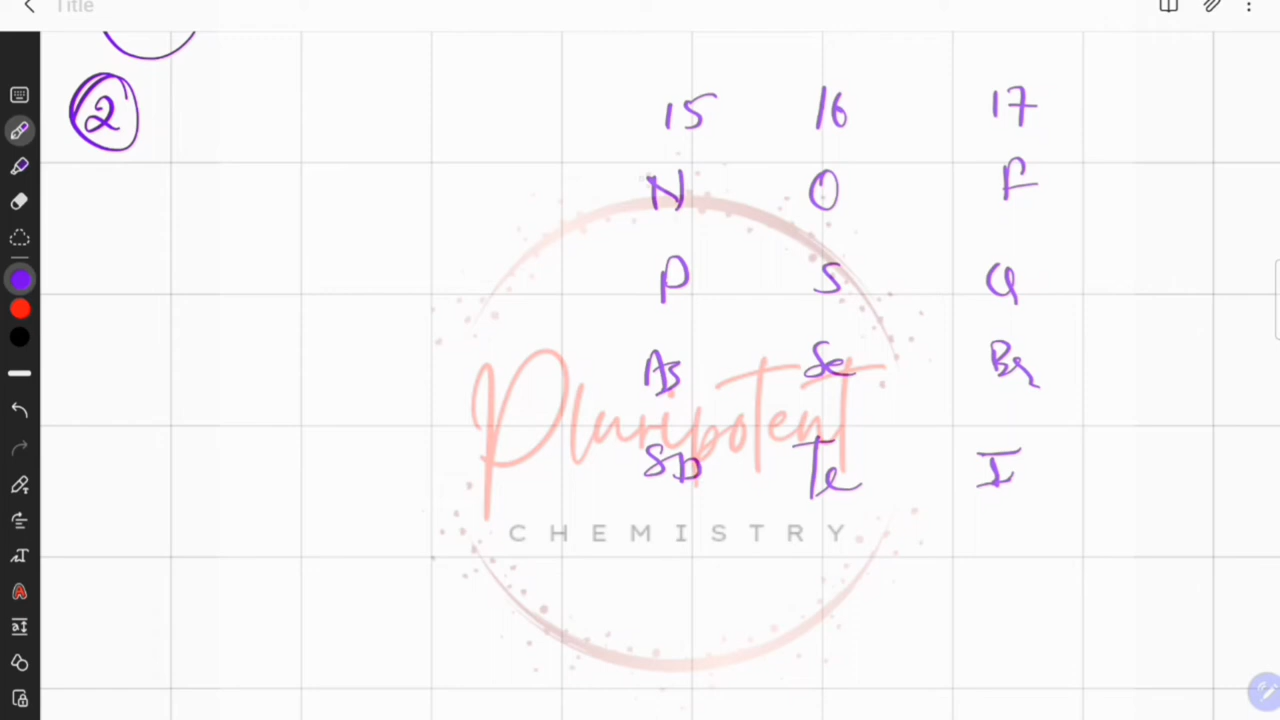 Title
2
15 16 17
N O F
P S Cl
As Se Br
Sb Te I
Pluripotent
CHEMISTRY